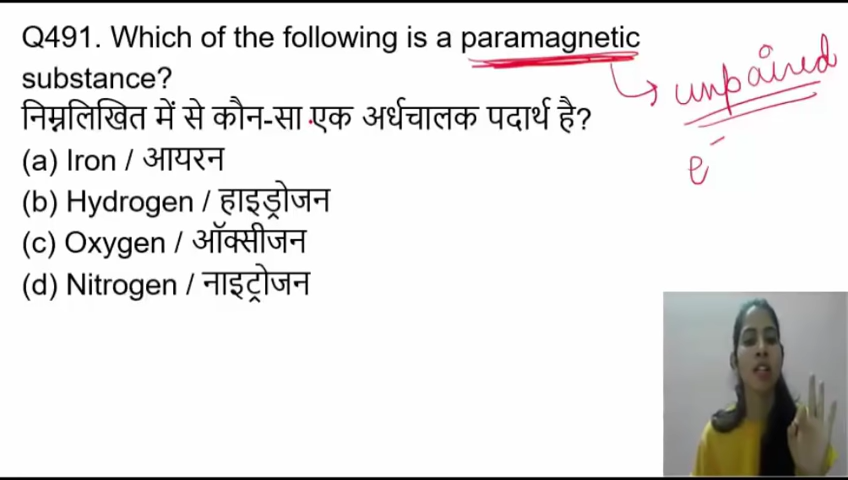 Q491. Which of the following is a paramagnetic
substance?
निम्नलिखित में से कौन-सा एक अर्धचालक पदार्थ है?
(a) Iron / आयरन
(b) Hydrogen / हाइड्रोजन
(c) Oxygen / ऑक्सीजन
(d) Nitrogen / नाइट्रोजन
unpaired
e⁻